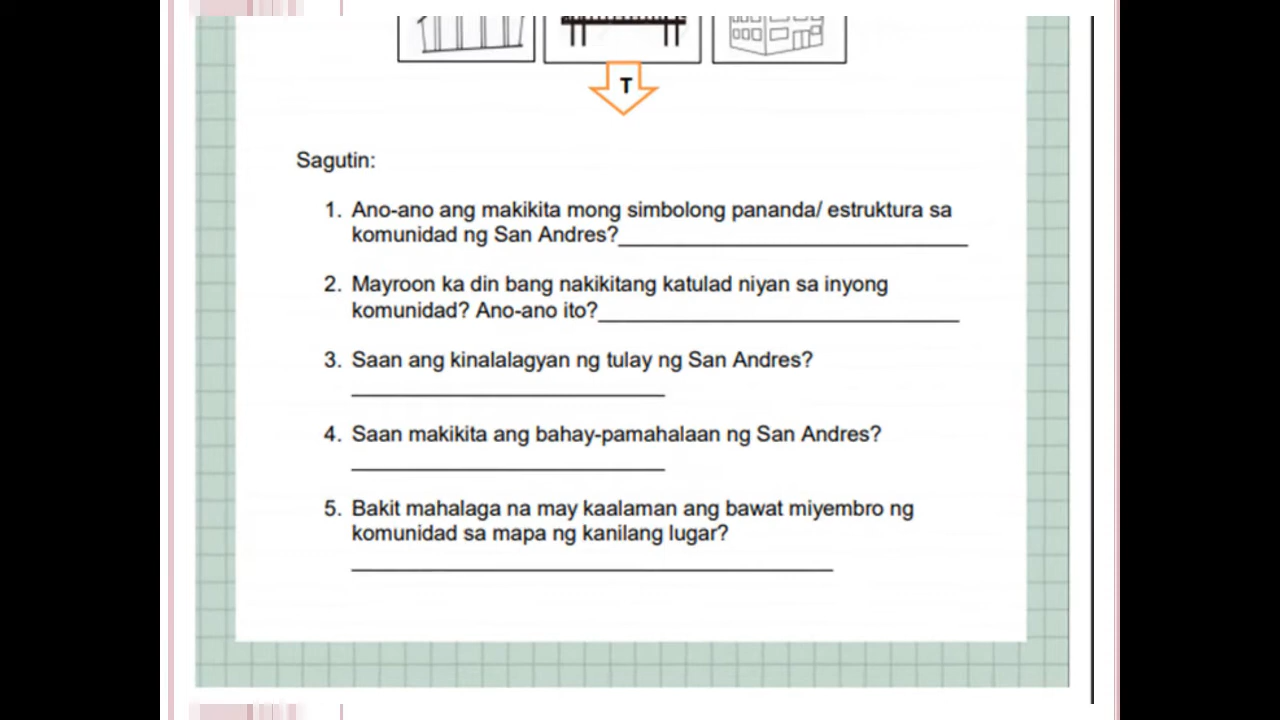 T
Sagutin:
1. Ano-ano ang makikita mong simbolong pananda/ estruktura sa
komunidad ng San Andres?
2. Mayroon ka din bang nakikitang katulad niyan sa inyong
komunidad? Ano-ano ito?
3. Saan ang kinalalagyan ng tulay ng San Andres?
4. Saan makikita ang bahay-pamahalaan ng San Andres?
5. Bakit mahalaga na may kaalaman ang bawat miyembro ng
komunidad sa mapa ng kanilang lugar?